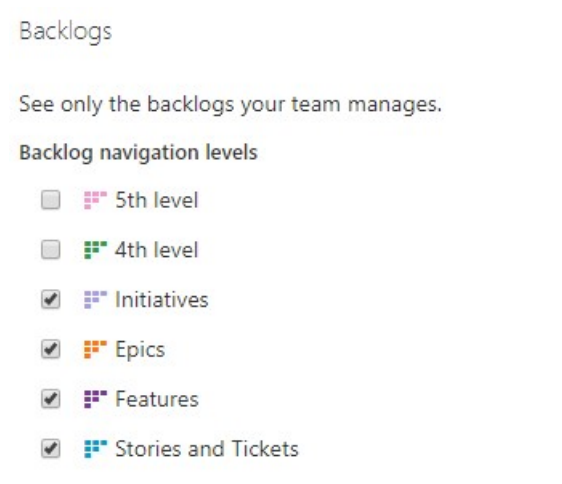 Backlogs
See only the backlogs your team manages.
Backlog navigation levels
5th level
4th level
Initiatives
Epics
Features
Stories and Tickets